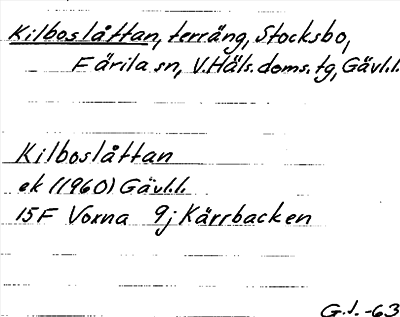 Kilboslåttan, terräng, Stocksbo,
Färila sn, V.Häls.doms.tg, Gävl.l.
Kilboslåttan
ek (1960) Gävl.l.
15F Voxna 9j Kärrbacken
G.J.-63